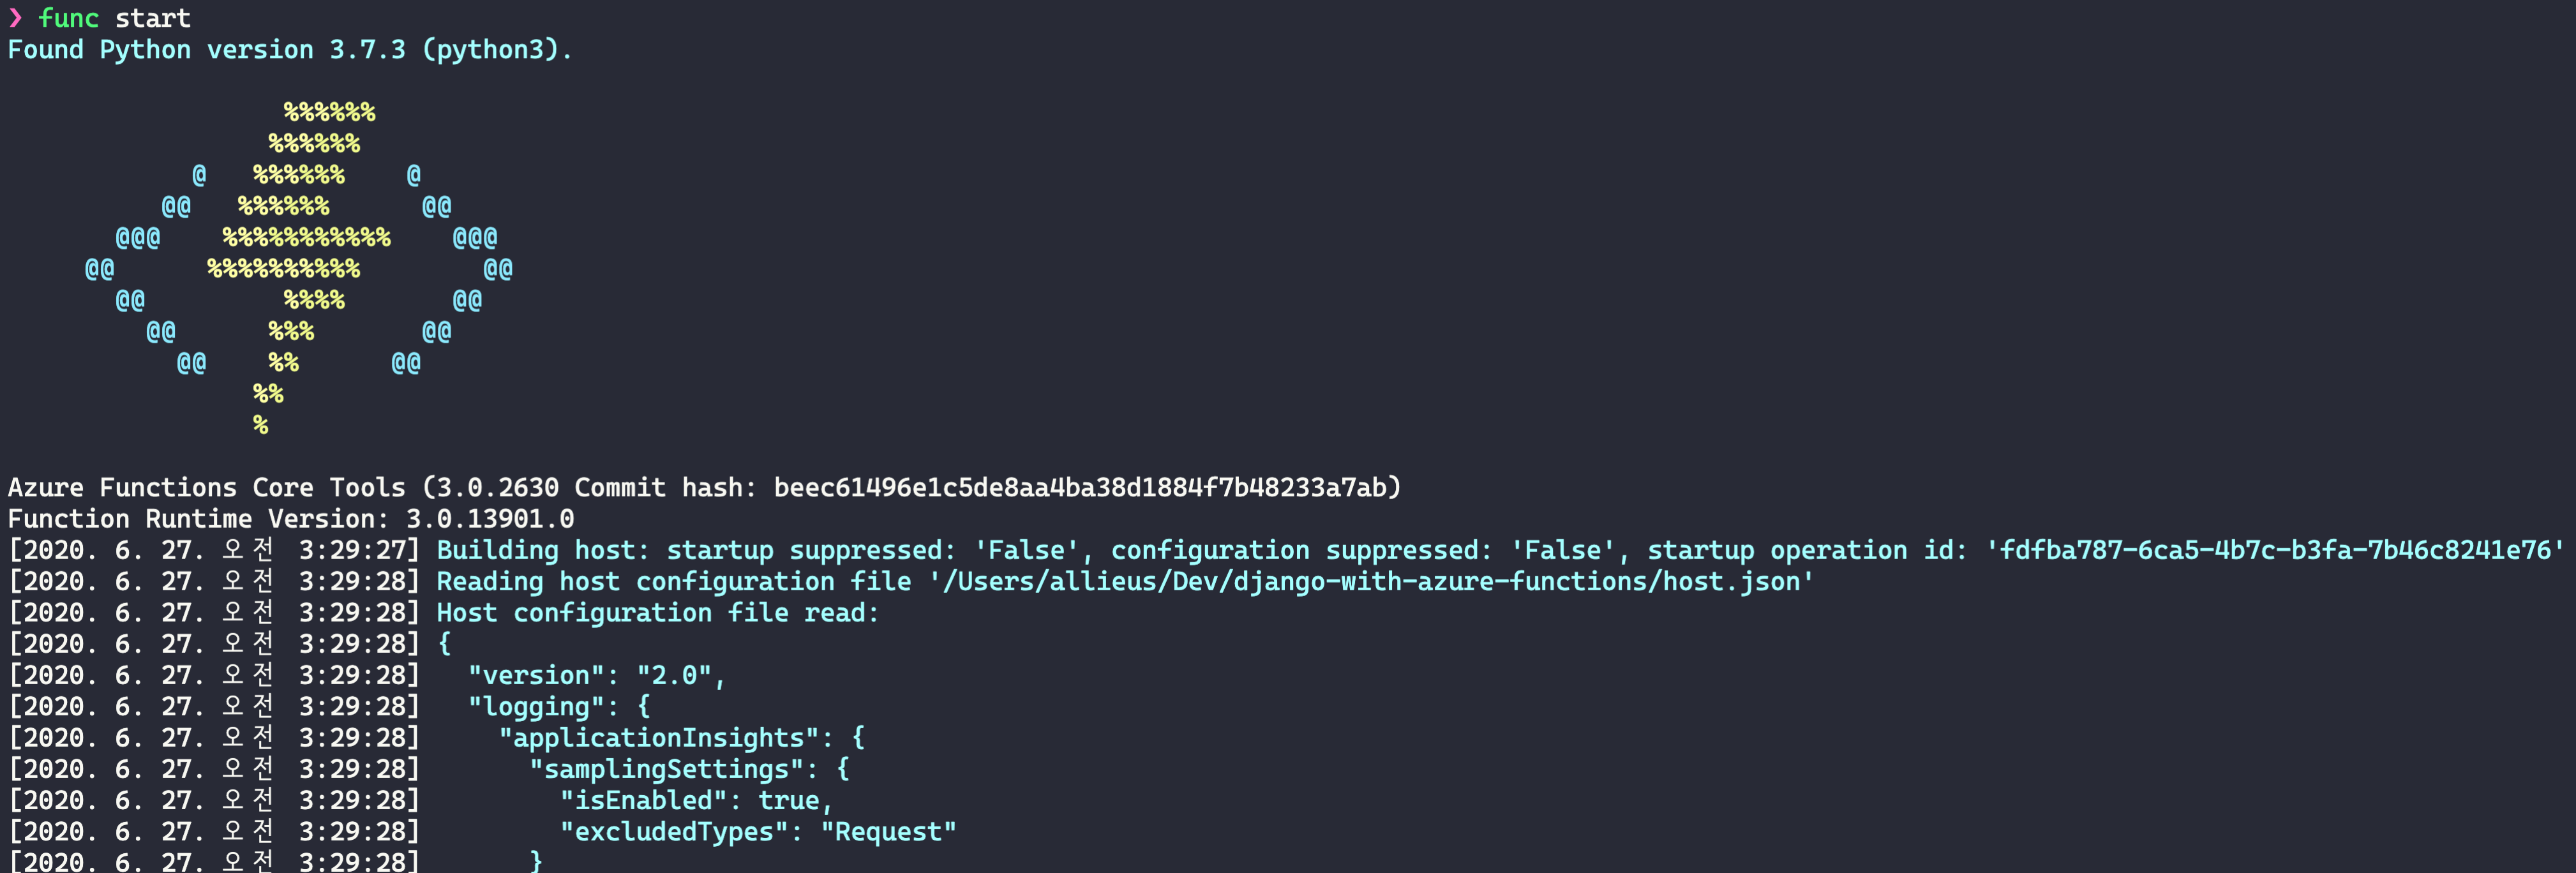 ❯ func start
Found Python version 3.7.3 (python3).
                  %%%%%%
                 %%%%%%
            @   %%%%%%    @
          @@   %%%%%%      @@
       @@@    %%%%%%%%%%%    @@@
     @@      %%%%%%%%%%        @@
       @@         %%%%       @@
         @@      %%%       @@
           @@    %%      @@
                %%
                %
Azure Functions Core Tools (3.0.2630 Commit hash: beec61496e1c5de8aa4ba38d1884f7b48233a7ab)
Function Runtime Version: 3.0.13901.0
[2020. 6. 27. 오전 3:29:27] Building host: startup suppressed: 'False', configuration suppressed: 'False', startup operation id: 'fdfba787-6ca5-4b7c-b3fa-7b46c8241e76'
[2020. 6. 27. 오전 3:29:28] Reading host configuration file '/Users/allieus/Dev/django-with-azure-functions/host.json'
[2020. 6. 27. 오전 3:29:28] Host configuration file read:
[2020. 6. 27. 오전 3:29:28] {
[2020. 6. 27. 오전 3:29:28]   "version": "2.0",
[2020. 6. 27. 오전 3:29:28]   "logging": {
[2020. 6. 27. 오전 3:29:28]     "applicationInsights": {
[2020. 6. 27. 오전 3:29:28]       "samplingSettings": {
[2020. 6. 27. 오전 3:29:28]         "isEnabled": true,
[2020. 6. 27. 오전 3:29:28]         "excludedTypes": "Request"
[2020. 6. 27. 오전 3:29:28]       }